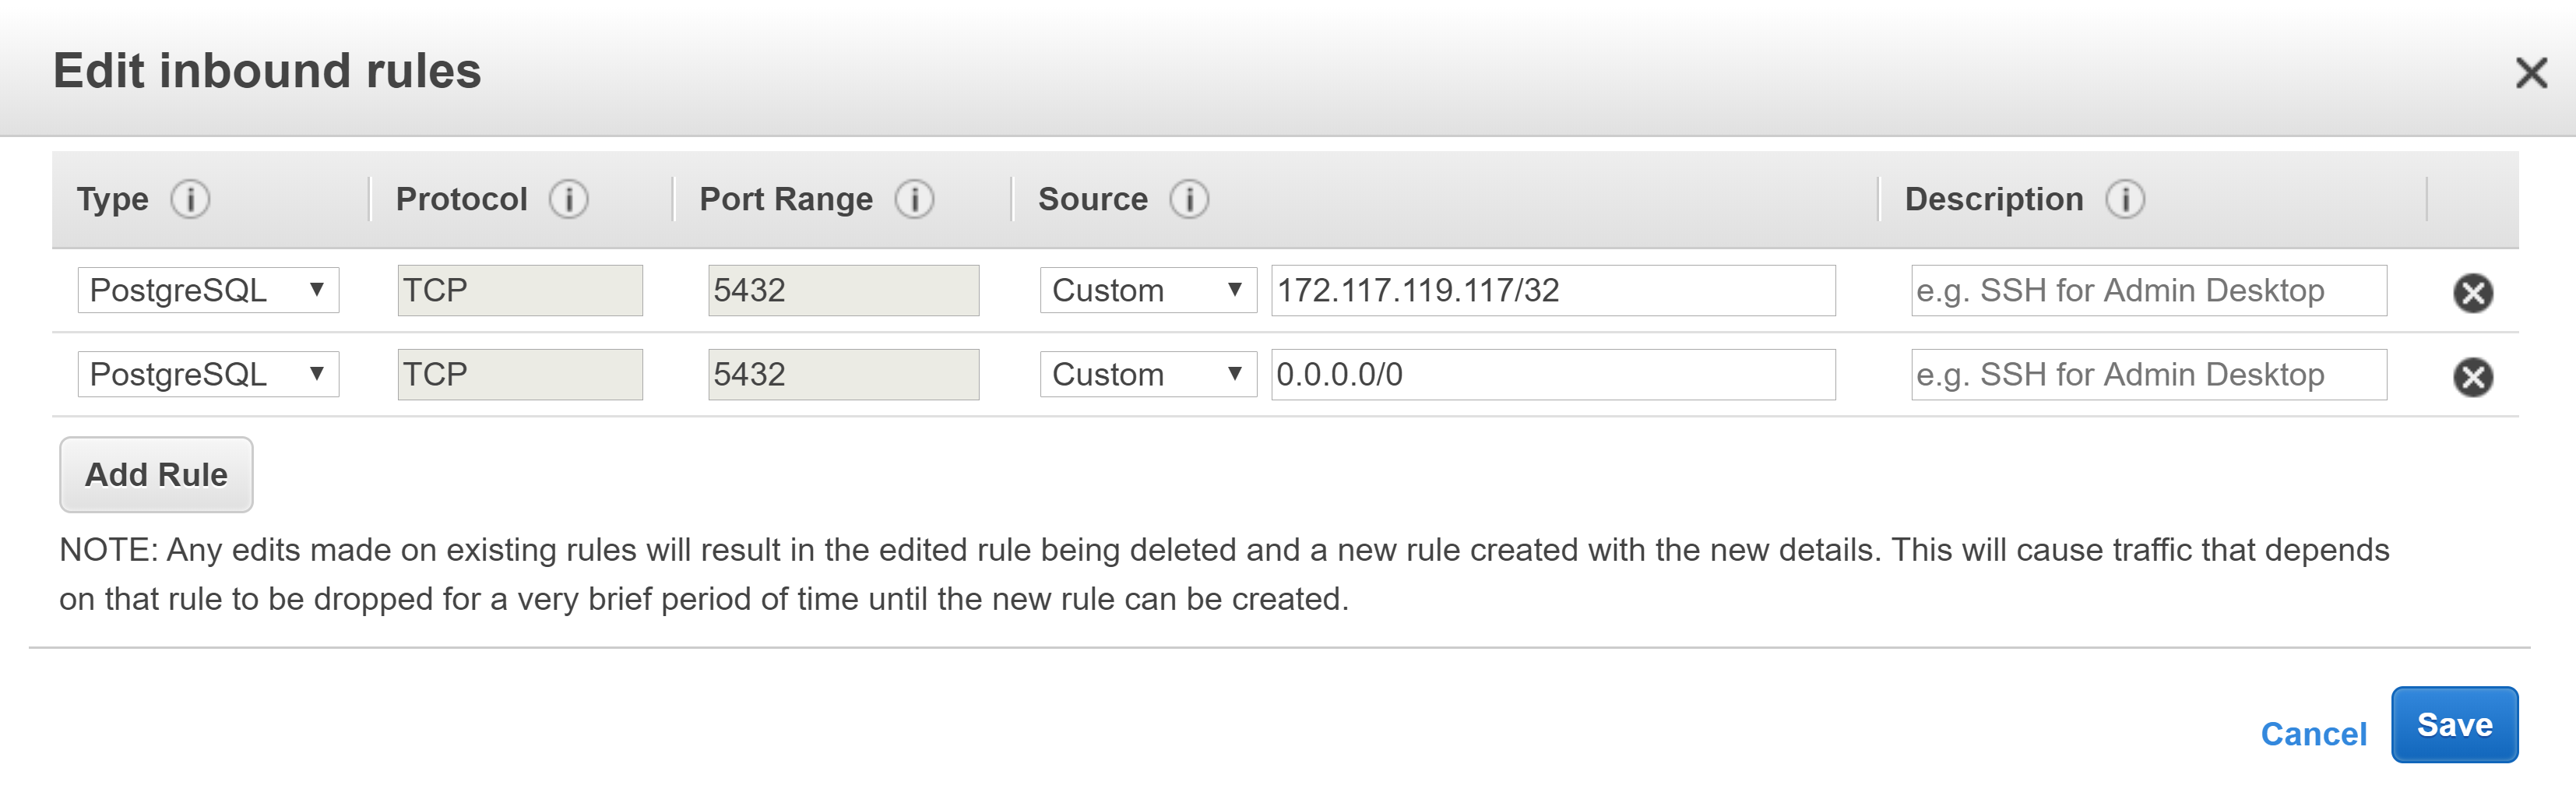 Edit inbound rules
Type Protocol Port Range Source Description
PostgreSQL TCP 5432 Custom 172.117.119.117/32 e.g. SSH for Admin Desktop
PostgreSQL TCP 5432 Custom 0.0.0.0/0 e.g. SSH for Admin Desktop
Add Rule
NOTE: Any edits made on existing rules will result in the edited rule being deleted and a new rule created with the new details. This will cause traffic that depends
on that rule to be dropped for a very brief period of time until the new rule can be created.
Cancel Save